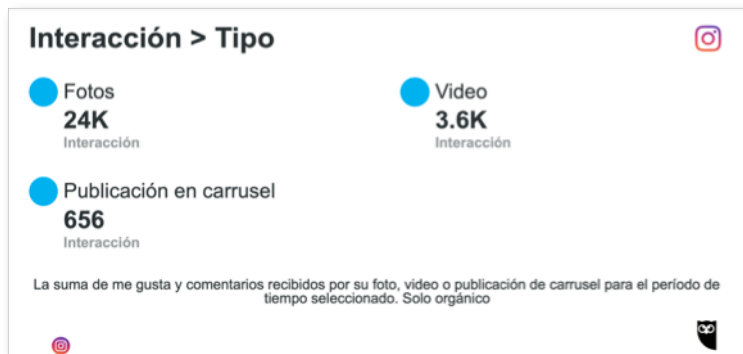 Interacción > Tipo
Fotos
24K
Interacción
Video
3.6K
Interacción
Publicación en carrusel
656
Interacción
La suma de me gusta y comentarios recibidos por su foto, video o publicación de carrusel para el período de
tiempo seleccionado. Solo orgánico